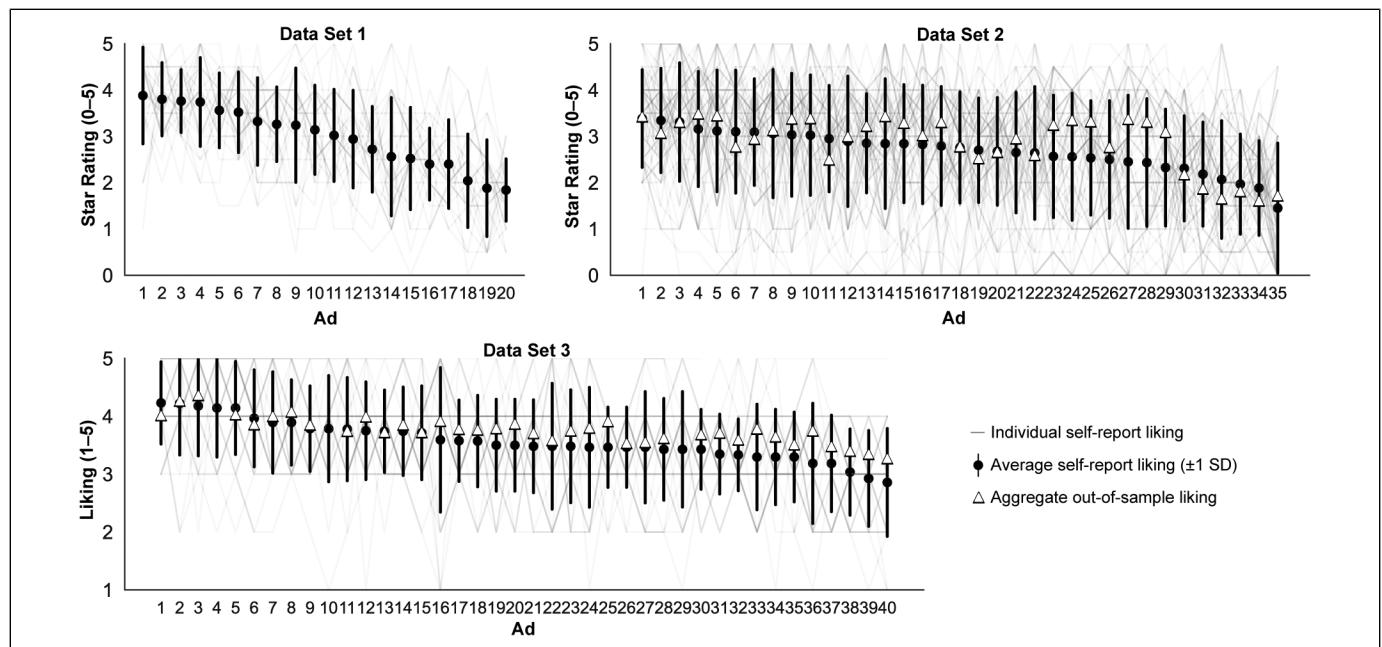 Data Set 1
Star Rating (0–5)
5
4
3
2
1
0
1 2 3 4 5 6 7 8 9 10 11 12 13 14 15 16 17 18 19 20
Ad
Data Set 2
Star Rating (0–5)
5
4
3
2
1
0
1 2 3 4 5 6 7 8 9 10 11 12 13 14 15 16 17 18 19 20 21 22 23 24 25 26 27 28 29 30 31 32 33 34 35
Ad
Data Set 3
Liking (1–5)
5
4
3
2
1
1 2 3 4 5 6 7 8 9 10 11 12 13 14 15 16 17 18 19 20 21 22 23 24 25 26 27 28 29 30 31 32 33 34 35 36 37 38 39 40
Ad
Individual self-report liking
Average self-report liking (±1 SD)
Aggregate out-of-sample liking